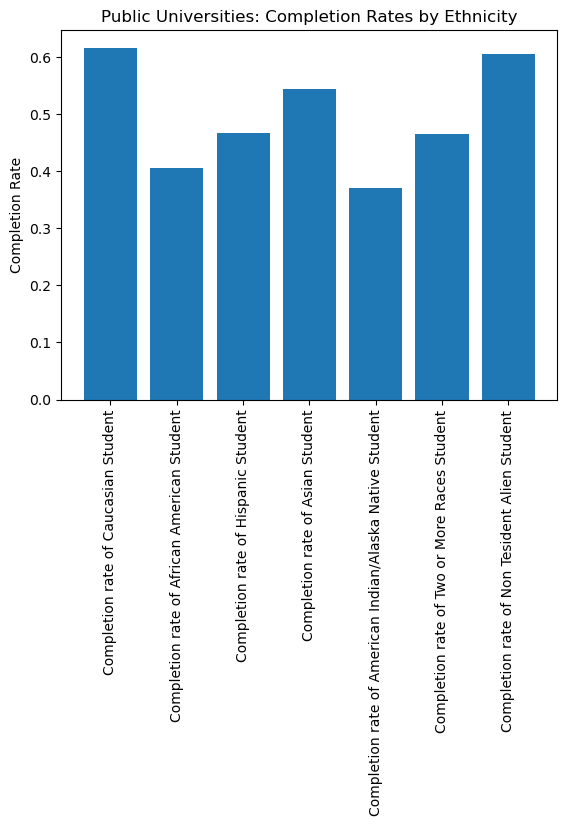 Public Universities: Completion Rates by Ethnicity
Completion Rate
0.6
0.5
0.4
0.3
0.2
0.1
0.0
Completion rate of Caucasian Student
Completion rate of African American Student
Completion rate of Hispanic Student
Completion rate of Asian Student
Completion rate of American Indian/Alaska Native Student
Completion rate of Two or More Races Student
Completion rate of Non Tesident Alien Student